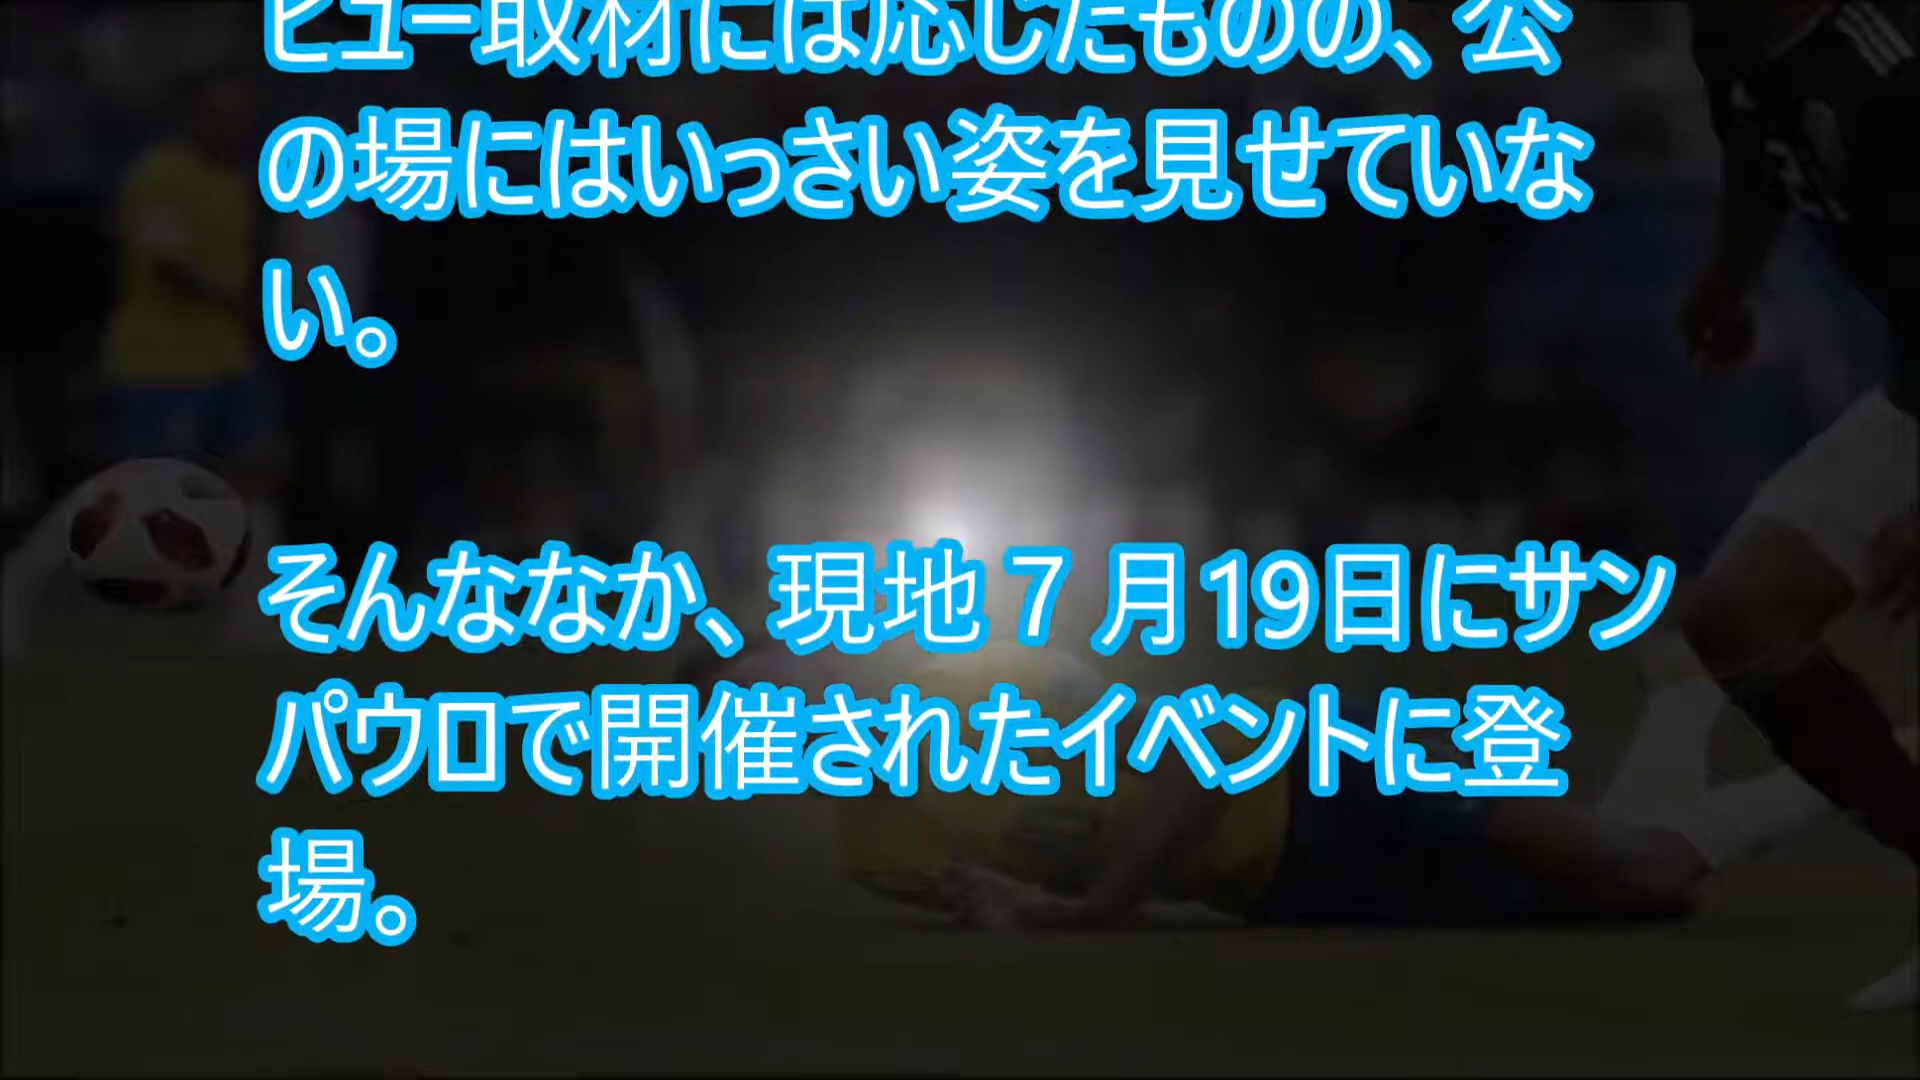 ビュー取材には応じたものの、公
の場にはいっさい姿を見せていな
い。
そんななか、現地７月19日にサン
パウロで開催されたイベントに登
場。